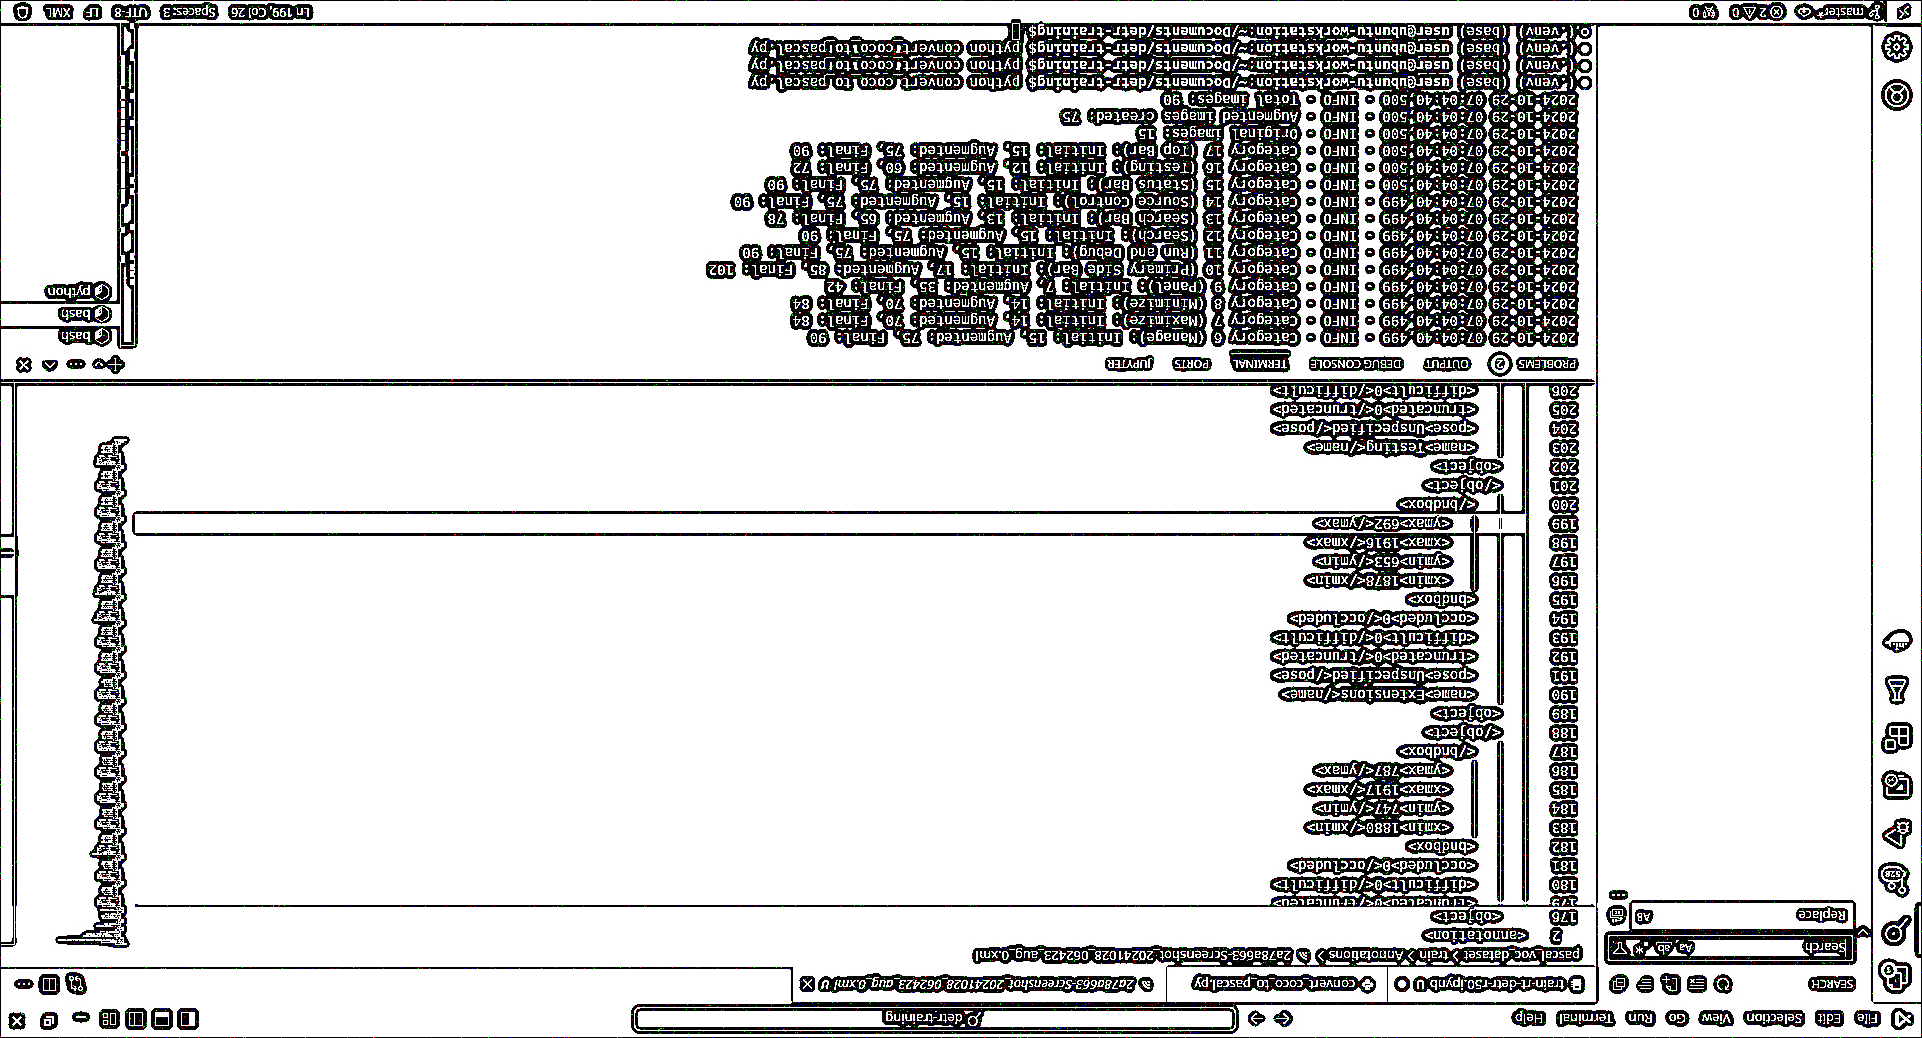 File Edit Selection View Go Run Terminal Help
detr-training
SEARCH
Search
Aa
ab
Replace
AB
train-rt-detr-r50.ipynb U
convert_to_coco_to_pascal.py
2a78a663-Screenshot_20241028_062423_aug_0.xml U
pascal_voc_dataset > train > Annotations > 2a78a663-Screenshot_20241028_062423_aug_0.xml
2 <annotation>
176 <object>
179 <truncated>0</truncated>
180 <difficult>0</difficult>
181 <occluded>0</occluded>
182 <bndbox>
183 <xmin>1880</xmin>
184 <ymin>747</ymin>
185 <xmax>1917</xmax>
186 <ymax>787</ymax>
187 </bndbox>
188 </object>
189 <object>
190 <name>Extensions</name>
191 <pose>Unspecified</pose>
192 <truncated>0</truncated>
193 <difficult>0</difficult>
194 <occluded>0</occluded>
195 <bndbox>
196 <xmin>1878</xmin>
197 <ymin>653</ymin>
198 <xmax>1916</xmax>
199 <ymax>692</ymax>
200 </bndbox>
201 </object>
202 <object>
203 <name>Testing</name>
204 <pose>Unspecified</pose>
205 <truncated>0</truncated>
206 <difficult>0</difficult>
PROBLEMS 2 OUTPUT DEBUG CONSOLE TERMINAL PORTS JUPYTER
2024-10-29 07:04:40,499 - INFO - Category 6 (Manage): Initial: 15, Augmented: 75, Final: 90
2024-10-29 07:04:40,499 - INFO - Category 7 (Maximize): Initial: 14, Augmented: 70, Final: 84
2024-10-29 07:04:40,499 - INFO - Category 8 (Minimize): Initial: 14, Augmented: 70, Final: 84
2024-10-29 07:04:40,499 - INFO - Category 9 (Panel): Initial: 7, Augmented: 35, Final: 42
2024-10-29 07:04:40,499 - INFO - Category 10 (Primary Side Bar): Initial: 17, Augmented: 85, Final: 102
2024-10-29 07:04:40,499 - INFO - Category 11 (Run and Debug): Initial: 15, Augmented: 75, Final: 90
2024-10-29 07:04:40,499 - INFO - Category 12 (Search): Initial: 15, Augmented: 75, Final: 90
2024-10-29 07:04:40,499 - INFO - Category 13 (Search Bar): Initial: 13, Augmented: 65, Final: 78
2024-10-29 07:04:40,500 - INFO - Category 14 (Source Control): Initial: 15, Augmented: 75, Final: 90
2024-10-29 07:04:40,500 - INFO - Category 15 (Status Bar): Initial: 15, Augmented: 75, Final: 90
2024-10-29 07:04:40,500 - INFO - Category 16 (Testing): Initial: 12, Augmented: 60, Final: 72
2024-10-29 07:04:40,500 - INFO - Category 17 (Top Bar): Initial: 15, Augmented: 75, Final: 90
2024-10-29 07:04:40,500 - INFO - Original images: 15
2024-10-29 07:04:40,500 - INFO - Augmented images created: 75
2024-10-29 07:04:40,500 - INFO - Total images: 90
(.venv) (base) user@ubuntu-workstation:~/Documents/detr-training$ python convert_coco_to_pascal.py
(.venv) (base) user@ubuntu-workstation:~/Documents/detr-training$ python convert_coco_to_pascal.py
(.venv) (base) user@ubuntu-workstation:~/Documents/detr-training$ python convert_coco_to_pascal.py
(.venv) (base) user@ubuntu-workstation:~/Documents/detr-training$
bash
bash
python
master*
2 0
0
Ln 199, Col 26 Spaces: 3 UTF-8 LF XML